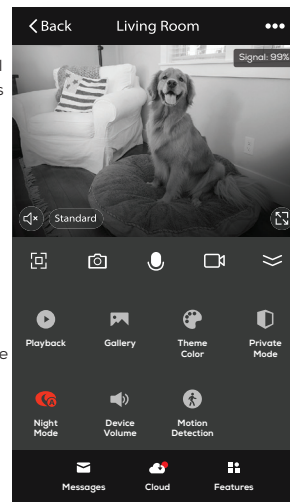 Back Living Room
Signal: 99%
Standard
Playback Gallery Theme Color Private Mode
Night Mode Device Volume Motion Detection
Messages Cloud Features